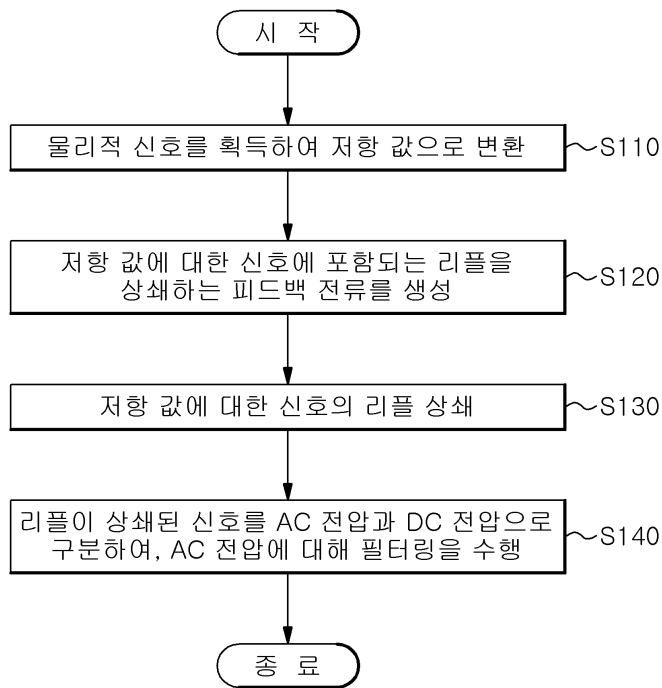 시 작
물리적 신호를 획득하여 저항 값으로 변환
S110
저항 값에 대한 신호에 포함되는 리플을
상쇄하는 피드백 전류를 생성
S120
저항 값에 대한 신호의 리플 상쇄
S130
리플이 상쇄된 신호를 AC 전압과 DC 전압으로
구분하여, AC 전압에 대해 필터링을 수행
S140
종 료